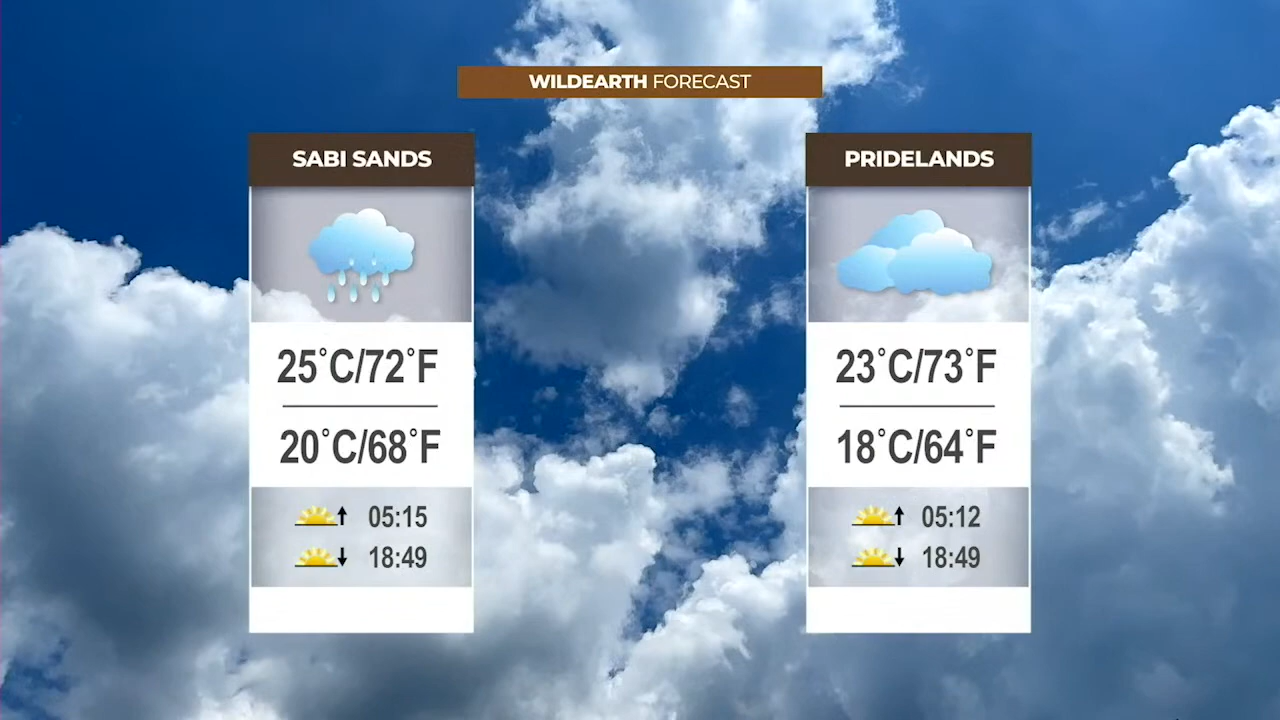 WILDEARTH FORECAST
SABI SANDS
25°C/72°F
20°C/68°F
05:15
18:49
PRIDELANDS
23°C/73°F
18°C/64°F
05:12
18:49